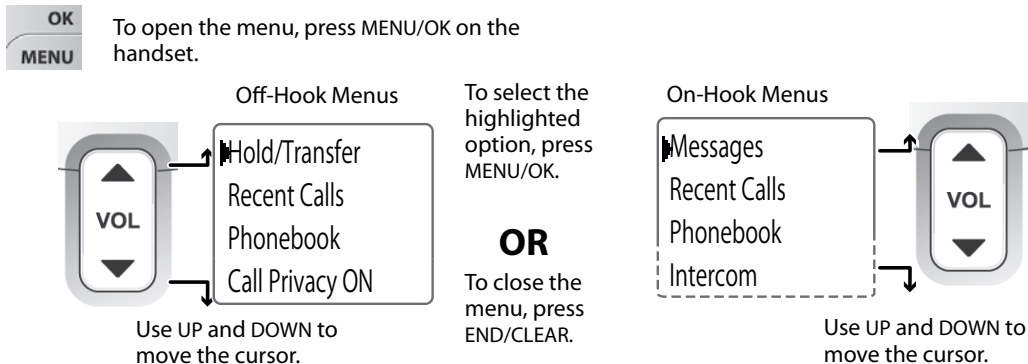 OK
MENU
To open the menu, press MENU/OK on the
handset.
Off-Hook Menus
VOL
Hold/Transfer
Recent Calls
Phonebook
Call Privacy ON
Use UP and DOWN to
move the cursor.
To select the
highlighted
option, press
MENU/OK.
OR
To close the
menu, press
END/CLEAR.
On-Hook Menus
Messages
Recent Calls
Phonebook
Intercom
VOL
Use UP and DOWN to
move the cursor.